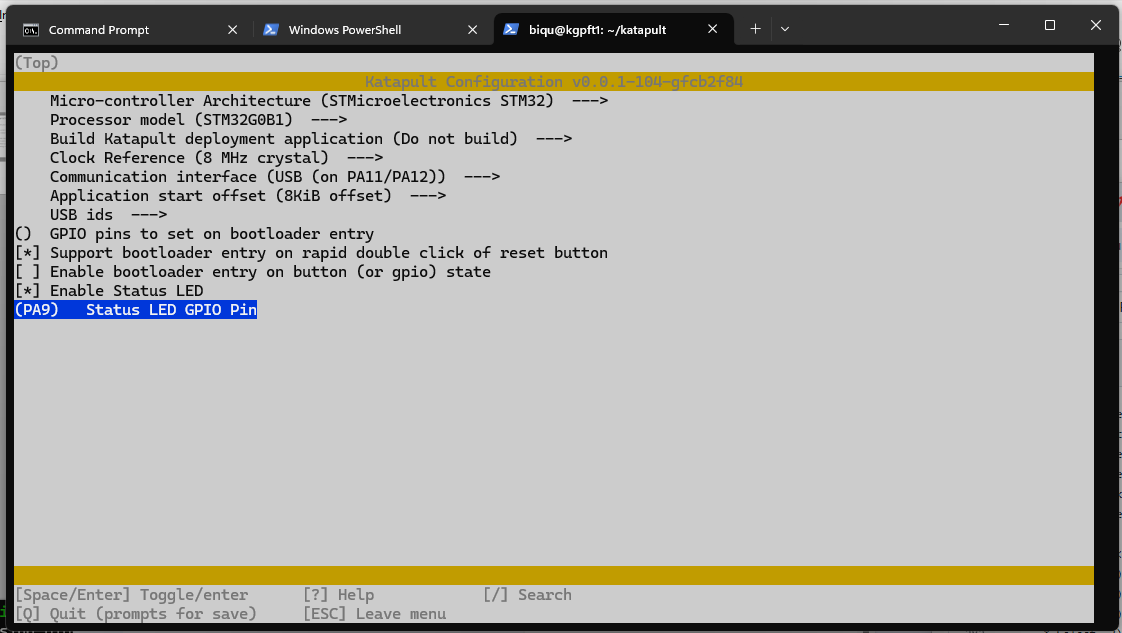 Command Prompt
Windows PowerShell
biqu@kgpft1: ~/katapult
(Top)
Katapult Configuration v0.0.1-104-gfcb2f84
Micro-controller Architecture (STMicroelectronics STM32)  --->
Processor model (STM32G0B1)  --->
Build Katapult deployment application (Do not build)  --->
Clock Reference (8 MHz crystal)  --->
Communication interface (USB (on PA11/PA12))  --->
Application start offset (8KiB offset)  --->
USB ids  --->
()  GPIO pins to set on bootloader entry
[*] Support bootloader entry on rapid double click of reset button
[ ] Enable bootloader entry on button (or gpio) state
[*] Enable Status LED
(PA9)   Status LED GPIO Pin
[Space/Enter] Toggle/enter      [?] Help            [/] Search
[Q] Quit (prompts for save)     [ESC] Leave menu